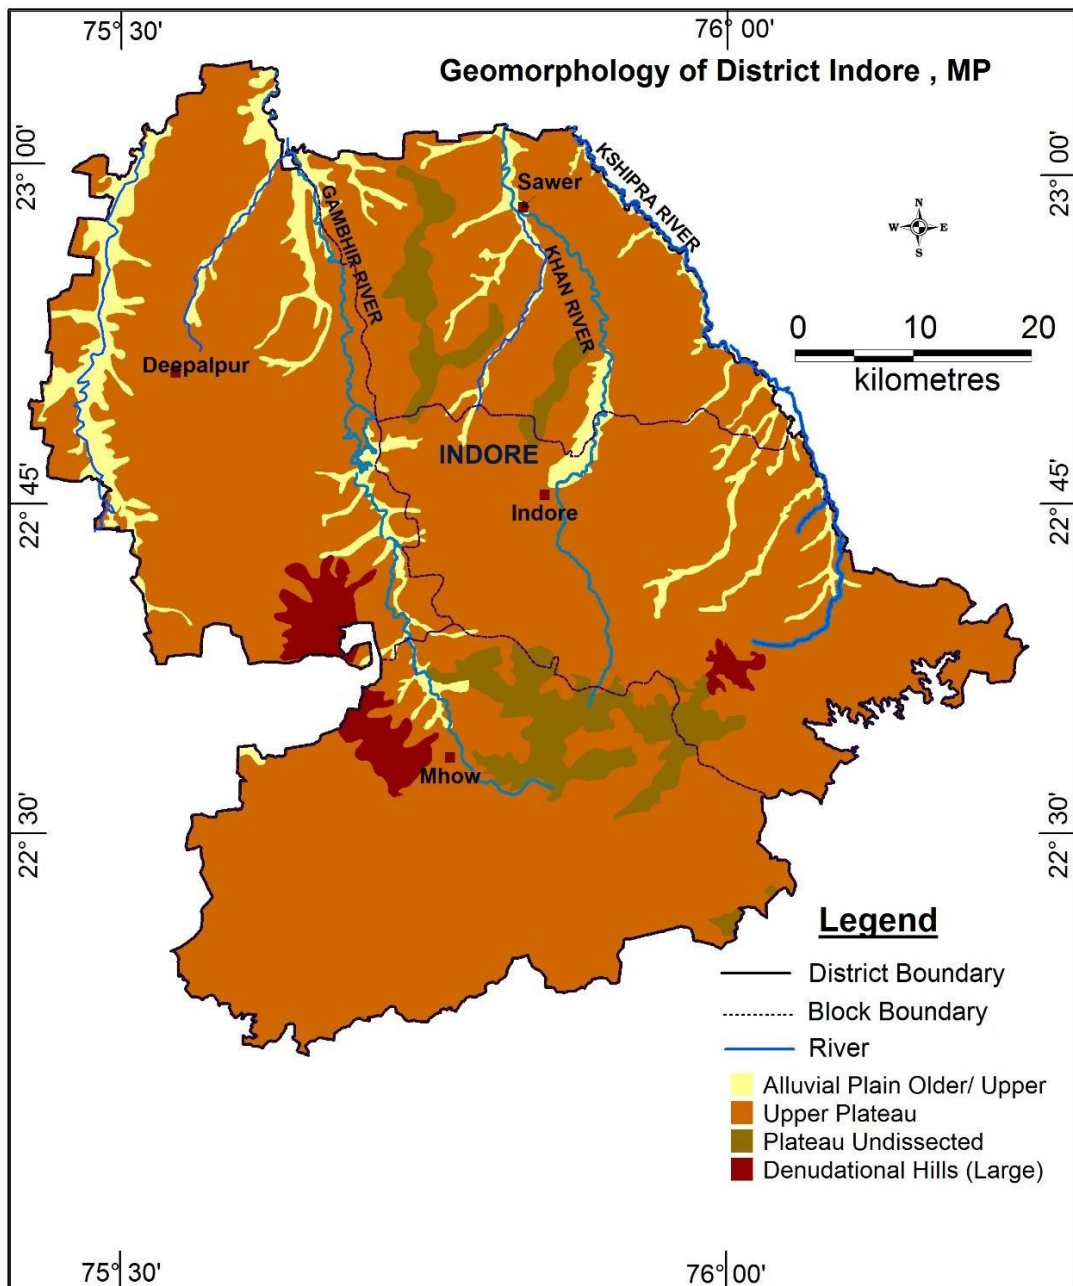 75° 30'
76° 00'
Geomorphology of District Indore , MP
23° 00'
23° 00'
KSHIPRA RIVER
Sawer
GAMBHIR RIVER
KHAN RIVER
N
W E
S
0 10 20
kilometres
Deepalpur
INDORE
22° 45'
22° 45'
Indore
Mhow
22° 30'
22° 30'
Legend
District Boundary
Block Boundary
River
Alluvial Plain Older/ Upper
Upper Plateau
Plateau Undissected
Denudational Hills (Large)
75° 30'
76° 00'